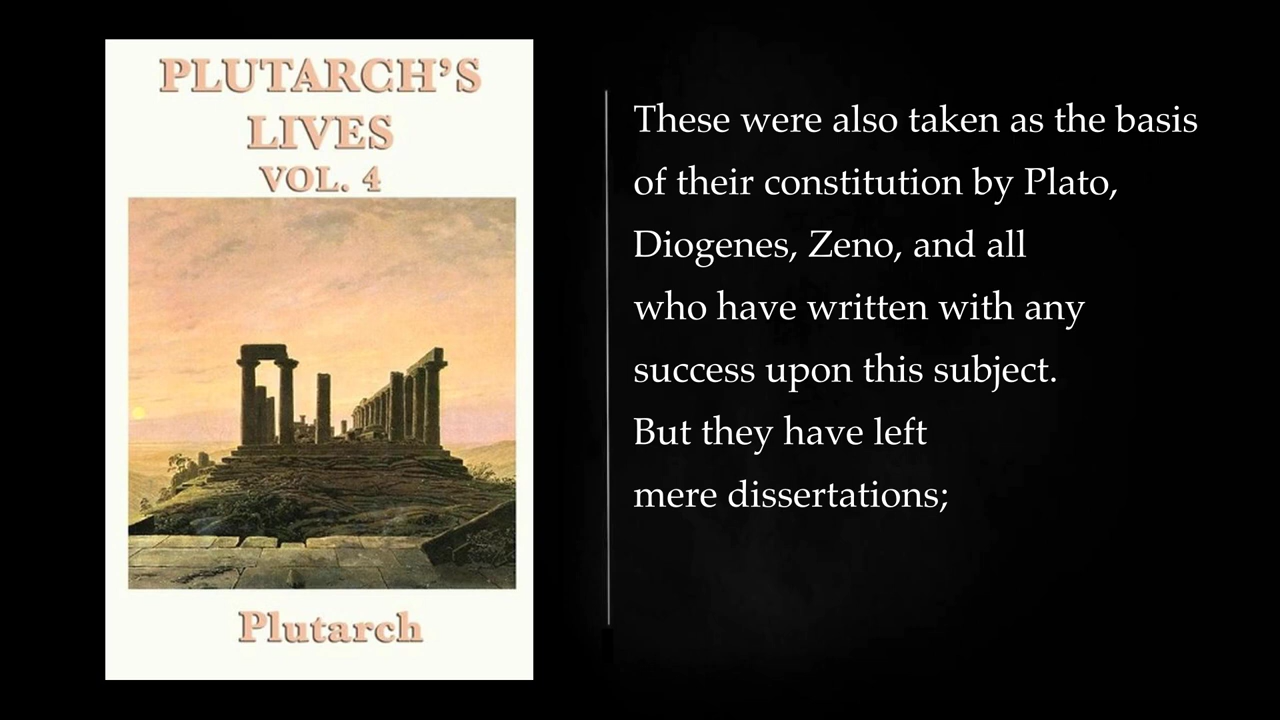 PLUTARCH'S
LIVES
VOL. 4
Plutarch
These were also taken as the basis
of their constitution by Plato,
Diogenes, Zeno, and all
who have written with any
success upon this subject.
But they have left
mere dissertations;